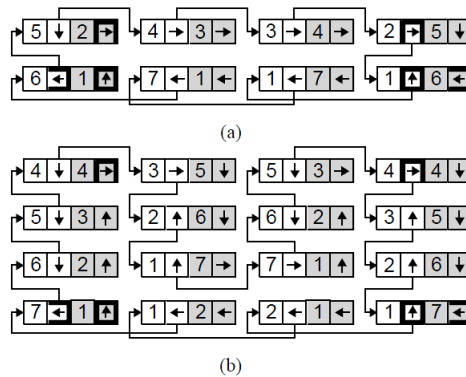 5 ↓ 2 → 4 → 3 → 3 → 4 → 2 → 5 ↓
6 ← 1 ↑ 7 ← 1 ← 1 ← 7 ← 1 ↑ 6 ←
(a)
4 ↓ 4 → 3 → 5 ↓ 5 ↓ 3 → 4 → 4 ↓
5 ↓ 3 ↑ 2 ↑ 6 ↓ 6 ↓ 2 ↑ 3 ↑ 5 ↓
6 ↓ 2 ↑ 1 ↑ 7 → 7 → 1 ↑ 2 ↑ 6 ↓
7 ← 1 ↑ 1 ← 2 ← 2 ← 1 ← 1 ↑ 7 ←
(b)